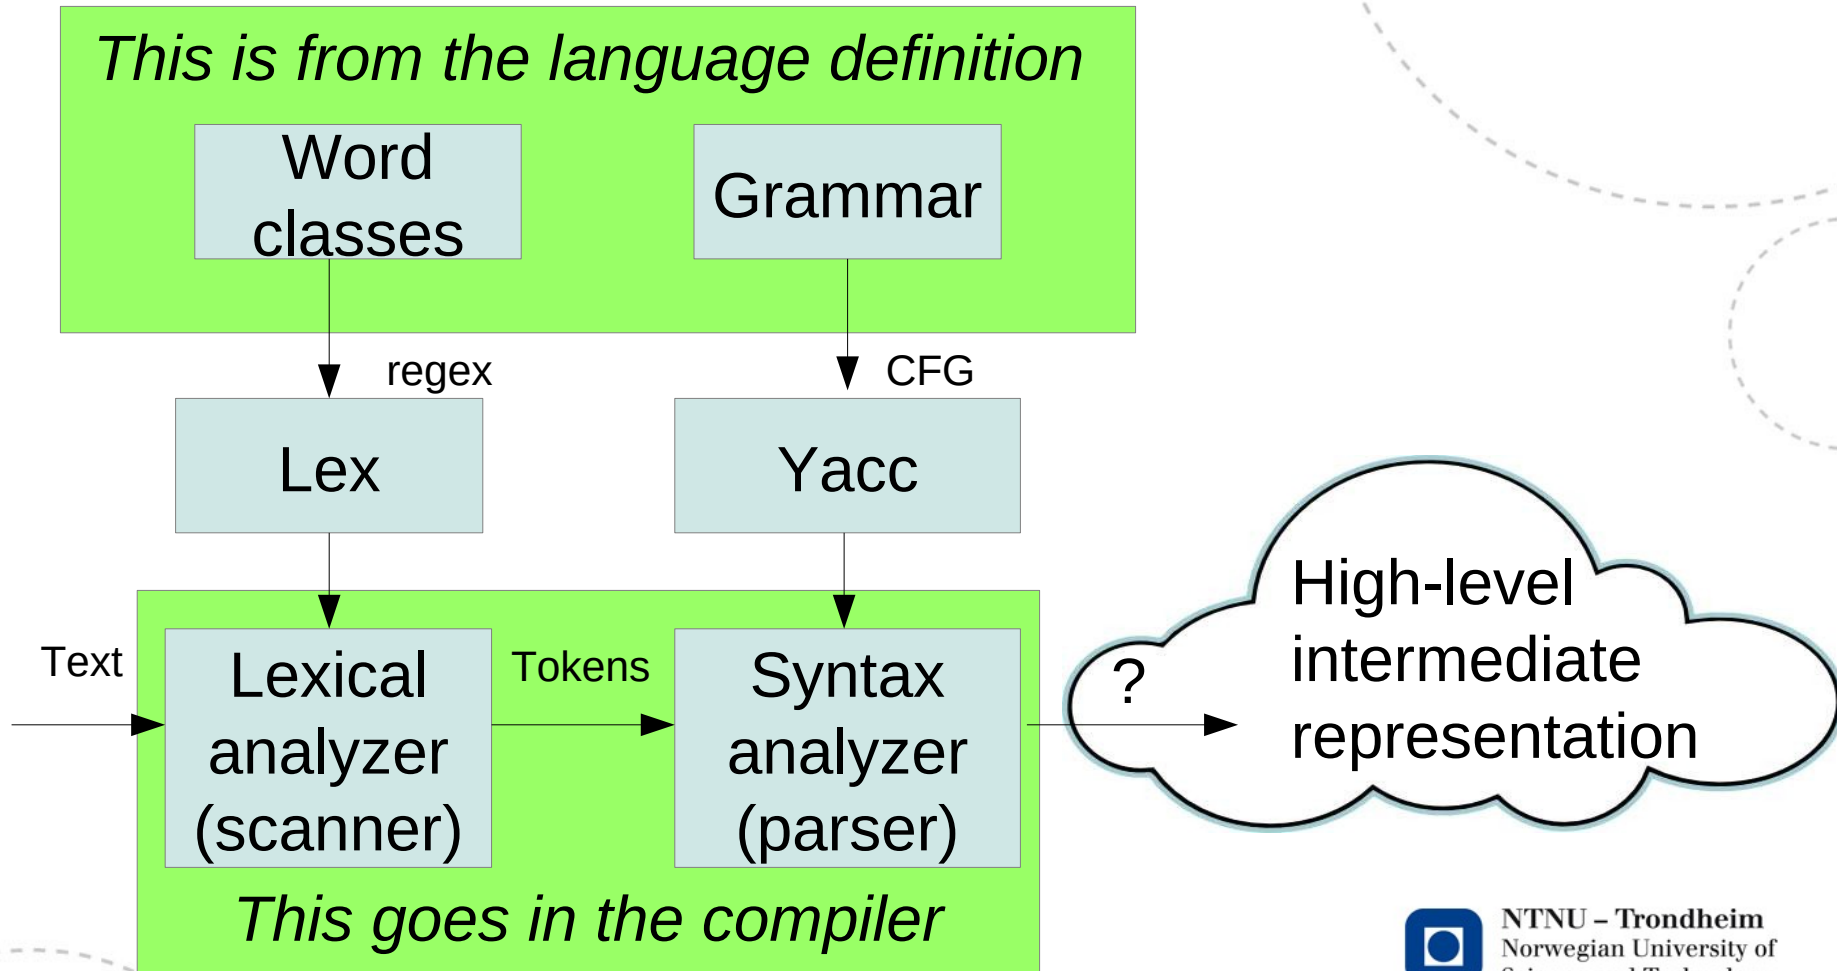 This is from the language definition
Word
classes
Grammar
regex
CFG
Lex
Yacc
Text
Lexical
analyzer
(scanner)
Tokens
Syntax
analyzer
(parser)
?
High-level
intermediate
representation
This goes in the compiler
NTNU – Trondheim
Norwegian University of